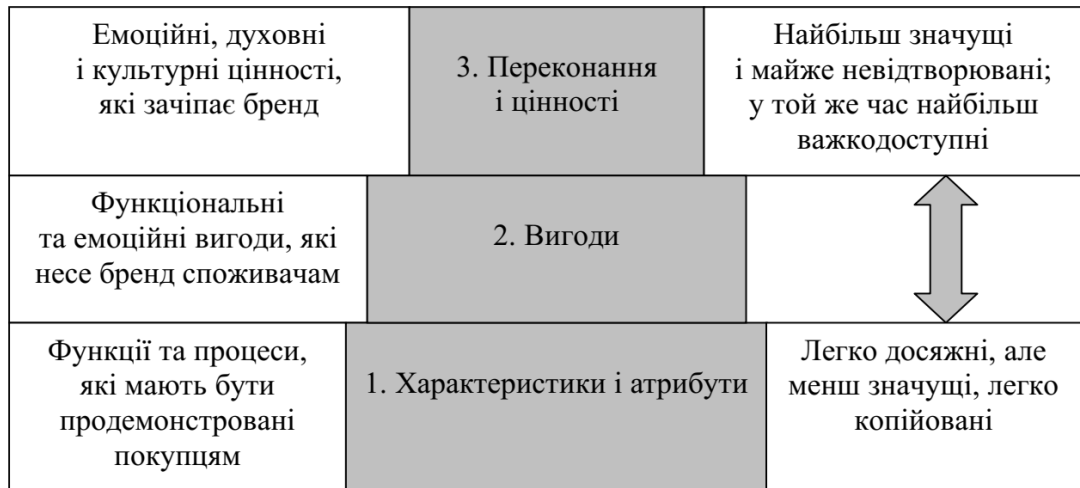 Емоційні, духовні
і культурні цінності,
які зачіпає бренд
3. Переконання
і цінності
Найбільш значущі
і майже невідтворювані;
у той же час найбільш
важкодоступні
Функціональні
та емоційні вигоди, які
несе бренд споживачам
2. Вигоди
Функції та процеси,
які мають бути
продемонстровані
покупцям
1. Характеристики і атрибути
Легко досяжні, але
менш значущі, легко
копійовані